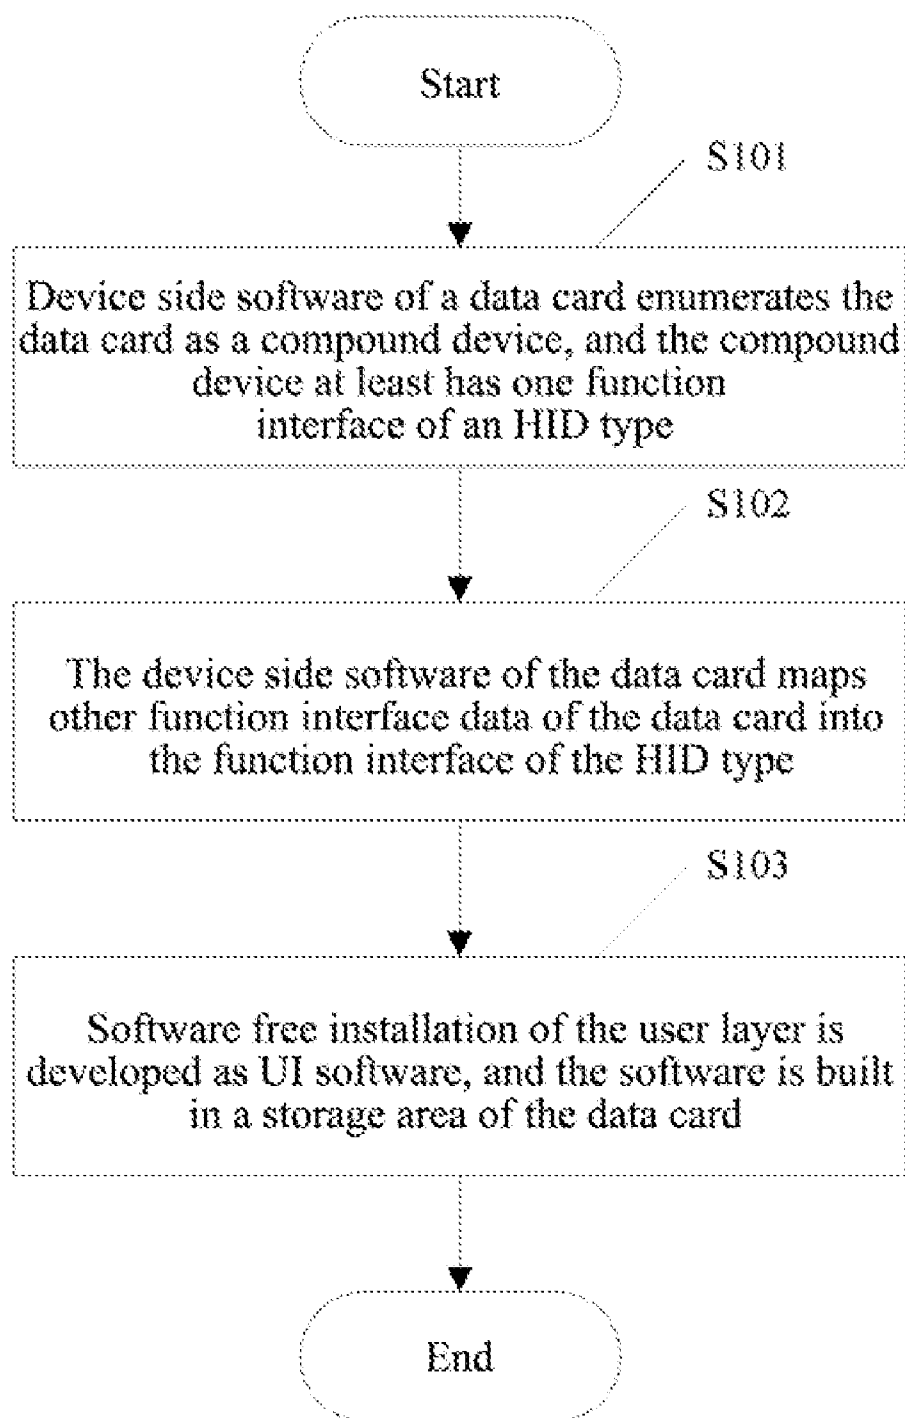 Start
S101
Device side software of a data card enumerates the
data card as a compound device, and the compound
device at least has one function
interface of an HID type
S102
The device side software of the data card maps
other function interface data of the data card into
the function interface of the HID type
S103
Software free installation of the user layer is
developed as UI software, and the software is built
in a storage area of the data card
End